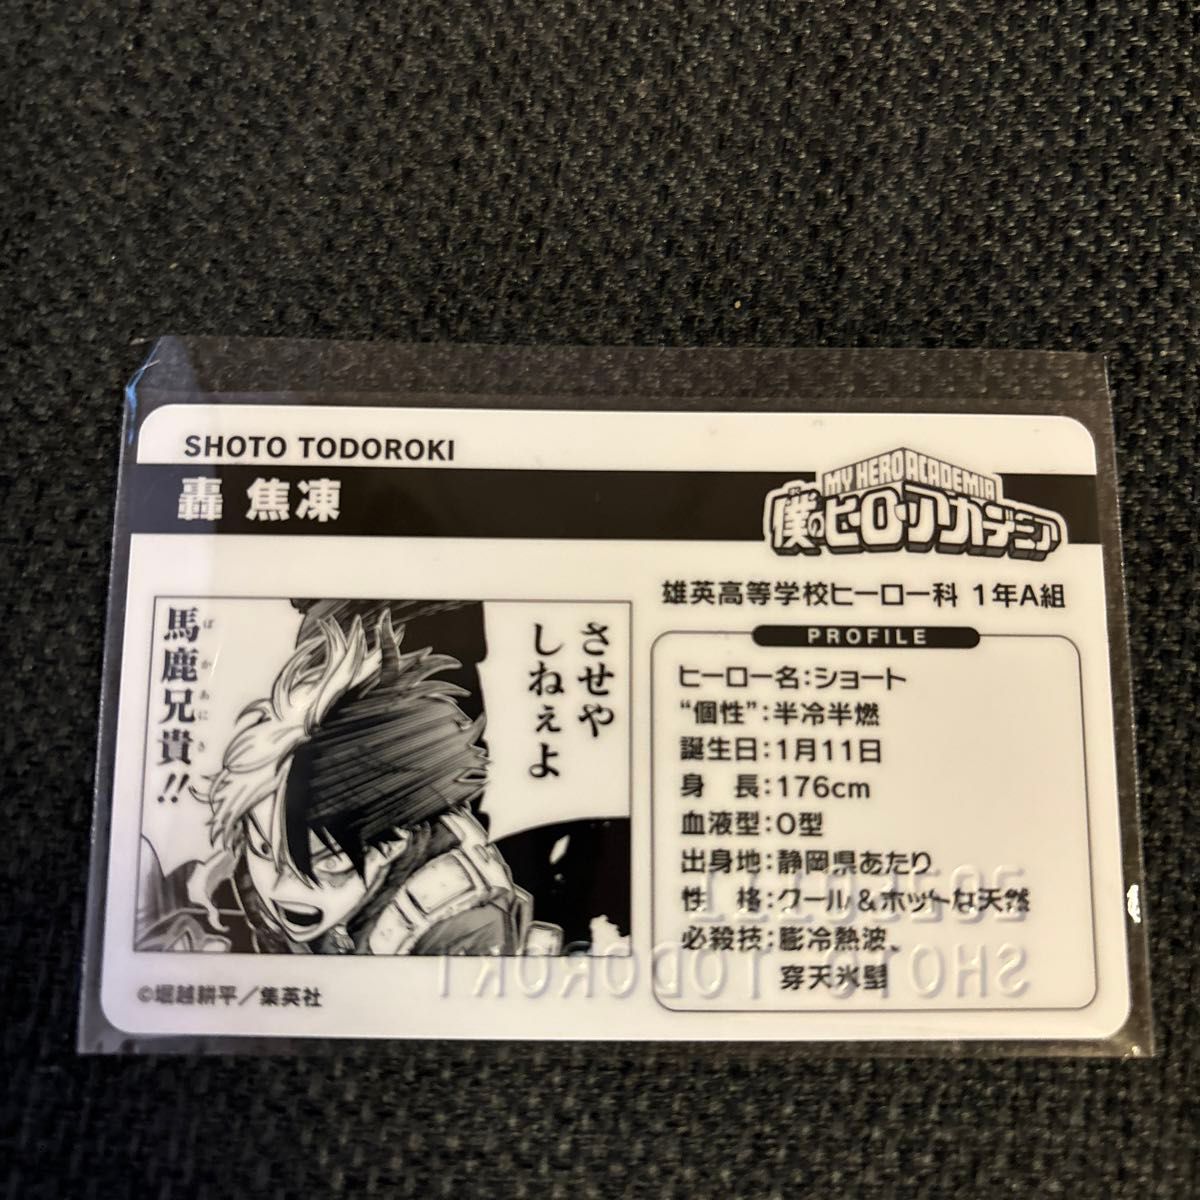 SHOTO TODOROKI
轟 焦凍
MY HERO ACADEMIA
僕のヒーローアカデミア
雄英高等学校ヒーロー科 1年A組
させや
しねぇよ
馬鹿兄貴!!
ばかあにき
PROFILE
ヒーロー名:ショート
“個性”:半冷半燃
誕生日:1月11日
身 長:176cm
血液型:O型
出身地:静岡県あたり
性 格:クール&ホットな天然
必殺技:膨冷熱波、
穿天氷壁
SHOTO TODOROKI
©堀越耕平/集英社